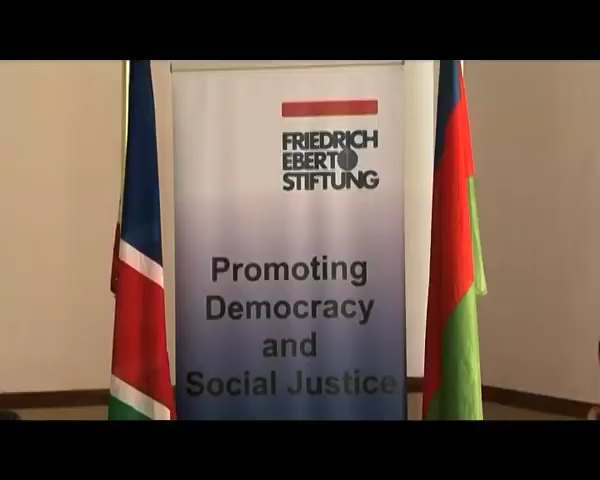 FRIEDRICH
EBERT
STIFTUNG
Promoting
Democracy
and
Social Justice